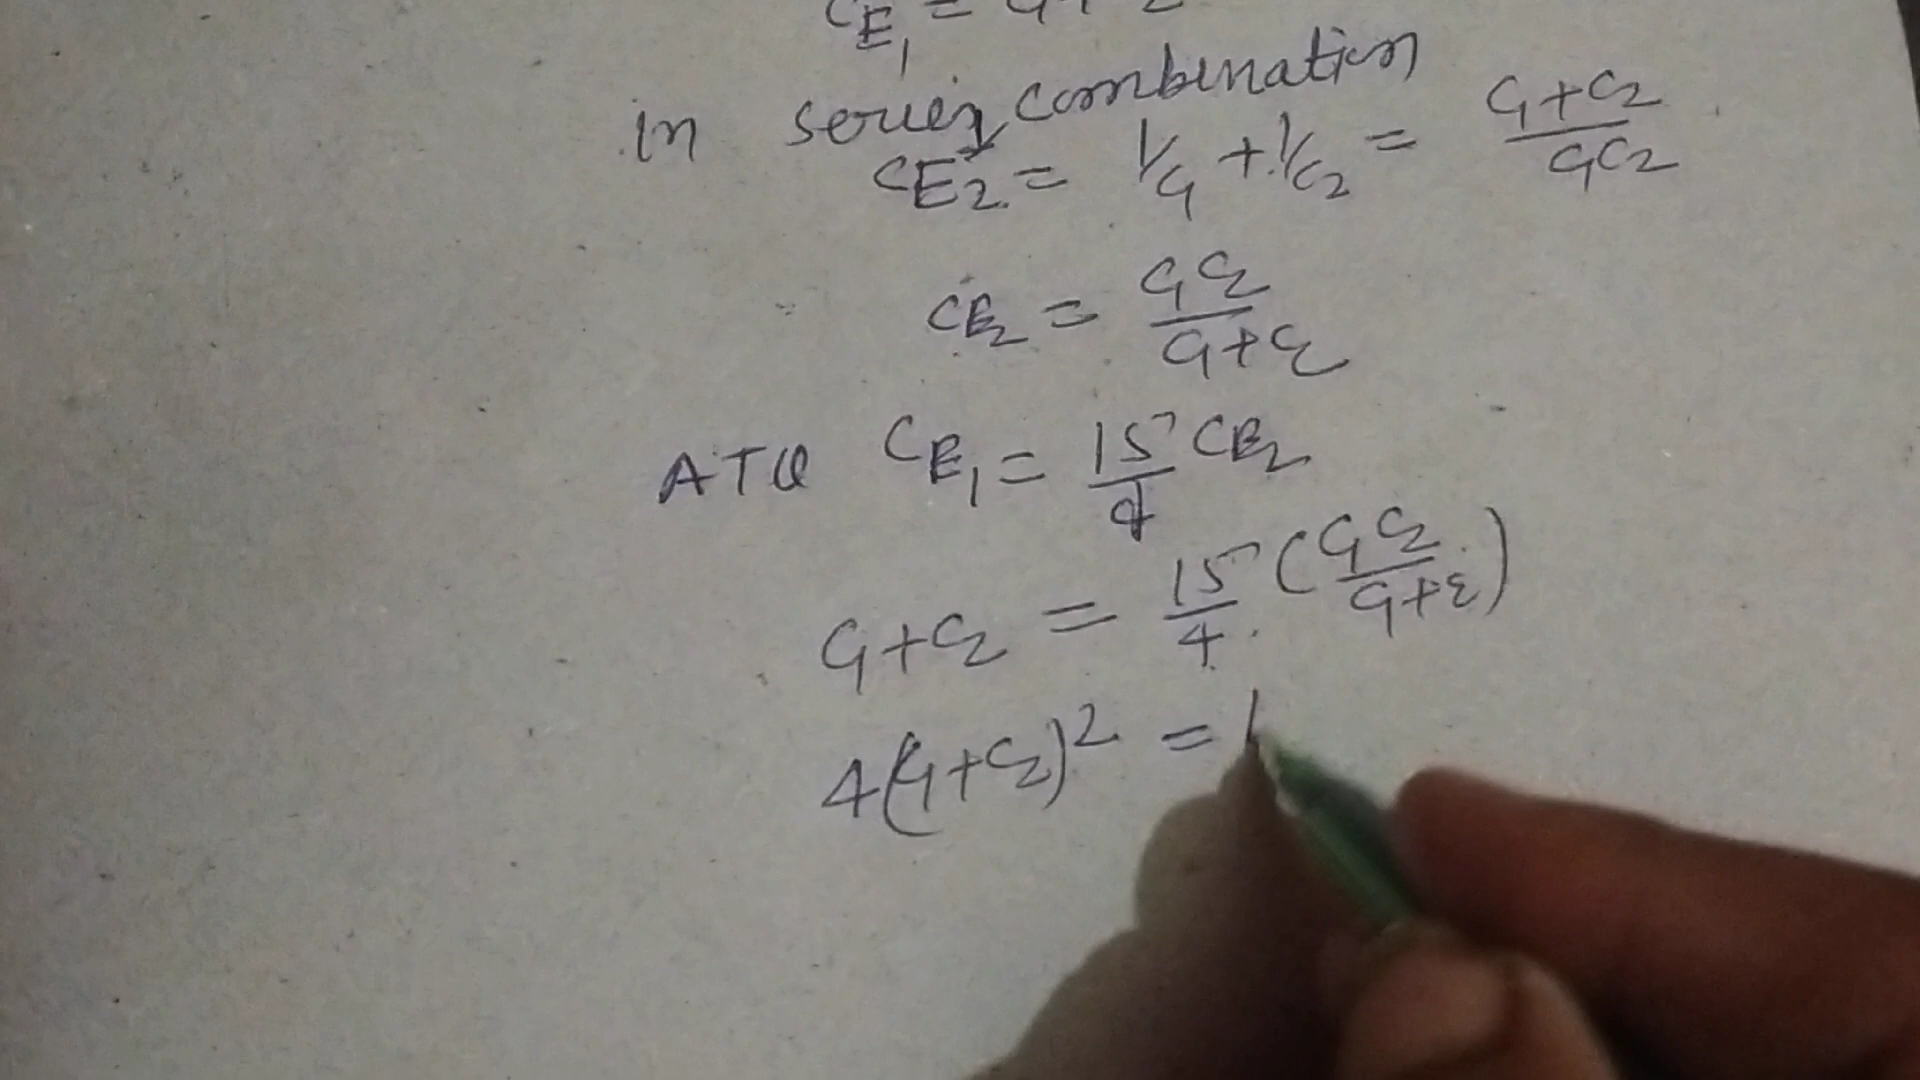 CE₁ = C₁+C₂
in series combination
CE₂ = 1/C₁ + 1/C₂ = C₁+C₂/C₁C₂
CE₂ = C₁C₂/C₁+C₂
ATQ CE₁ = 15/4 CE₂
C₁+C₂ = 15/4 (C₁C₂/C₁+C₂)
4(C₁+C₂)² = 1